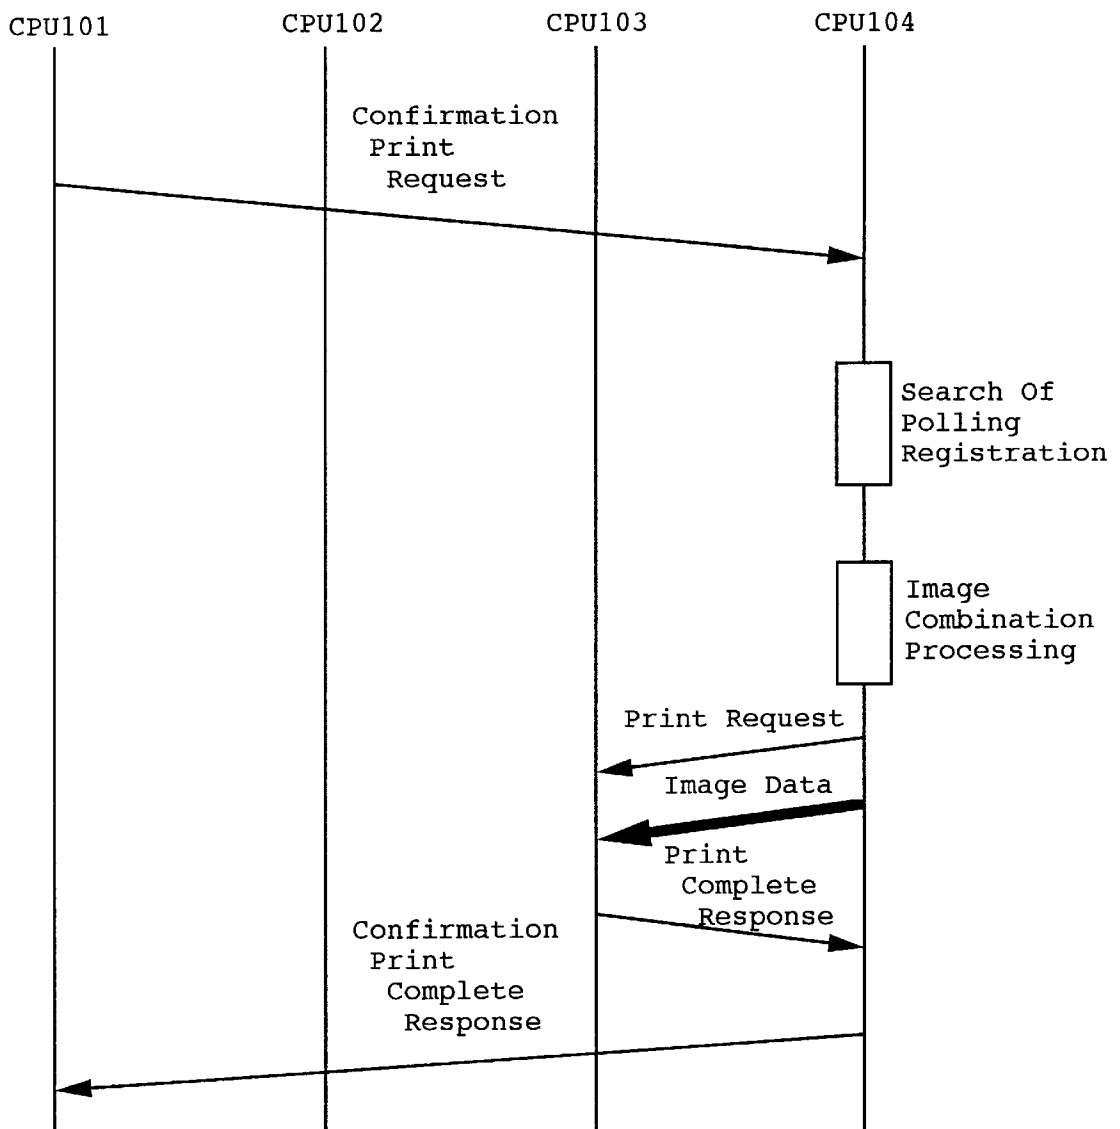 CPU101
CPU102
CPU103
CPU104
Confirmation
Print
Request
Search Of
Polling
Registration
Image
Combination
Processing
Print Request
Image Data
Print
Complete
Response
Confirmation
Print
Complete
Response